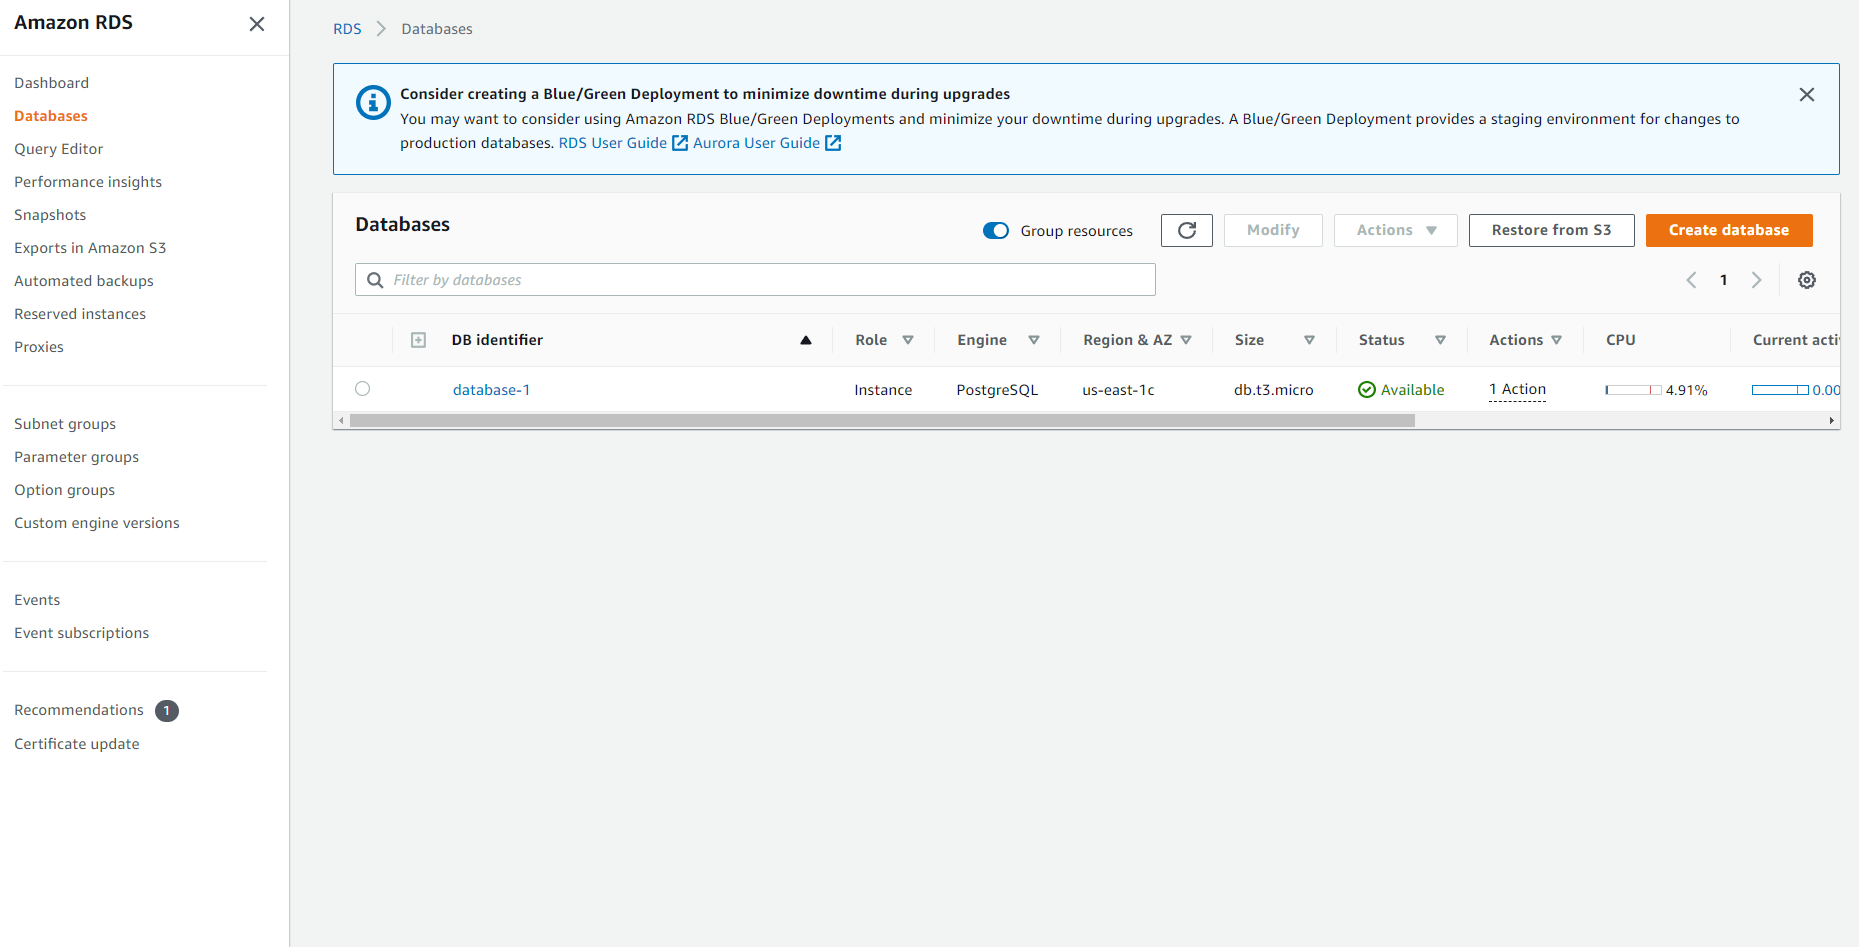 Amazon RDS
Dashboard
Databases
Query Editor
Performance insights
Snapshots
Exports in Amazon S3
Automated backups
Reserved instances
Proxies
Subnet groups
Parameter groups
Option groups
Custom engine versions
Events
Event subscriptions
Recommendations 1
Certificate update
RDS Databases
Consider creating a Blue/Green Deployment to minimize downtime during upgrades
You may want to consider using Amazon RDS Blue/Green Deployments and minimize your downtime during upgrades. A Blue/Green Deployment provides a staging environment for changes to
production databases. RDS User Guide Aurora User Guide
Databases
Group resources Modify Actions Restore from S3 Create database
Filter by databases 1
DB identifier Role Engine Region & AZ Size Status Actions CPU Current acti
database-1 Instance PostgreSQL us-east-1c db.t3.micro Available 1 Action 4.91% 0.00